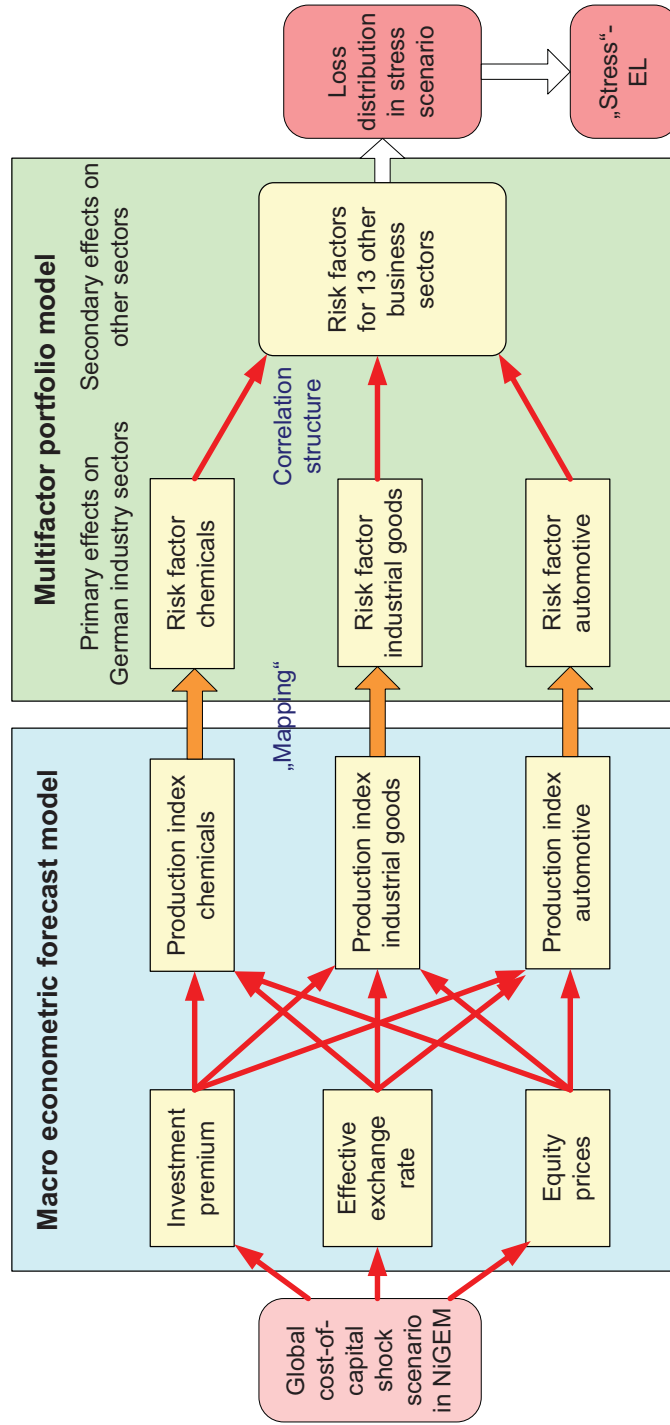 Macro econometric forecast model
Multifactor portfolio model
Global
cost-of-
capital
shock
scenario
in NiGEM
Investment
premium
Effective
exchange
rate
Equity
prices
Production index
chemicals
Production index
industrial goods
Production index
automotive
„Mapping“
Primary effects on
German industry sectors
Risk factor
chemicals
Risk factor
industrial goods
Risk factor
automotive
Correlation
structure
Secondary effects on
other sectors
Risk factors
for 13 other
business
sectors
Loss
distribution
in stress
scenario
„Stress“-
EL